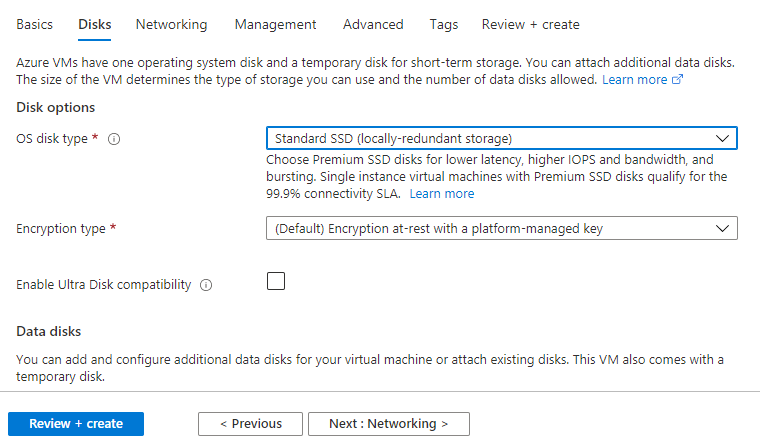 Basics Disks Networking Management Advanced Tags Review + create
Azure VMs have one operating system disk and a temporary disk for short-term storage. You can attach additional data disks.
The size of the VM determines the type of storage you can use and the number of data disks allowed. Learn more
Disk options
OS disk type *
Standard SSD (locally-redundant storage)
Choose Premium SSD disks for lower latency, higher IOPS and bandwidth, and
bursting. Single instance virtual machines with Premium SSD disks qualify for the
99.9% connectivity SLA. Learn more
Encryption type *
(Default) Encryption at-rest with a platform-managed key
Enable Ultra Disk compatibility
Data disks
You can add and configure additional data disks for your virtual machine or attach existing disks. This VM also comes with a
temporary disk.
Review + create < Previous Next : Networking >